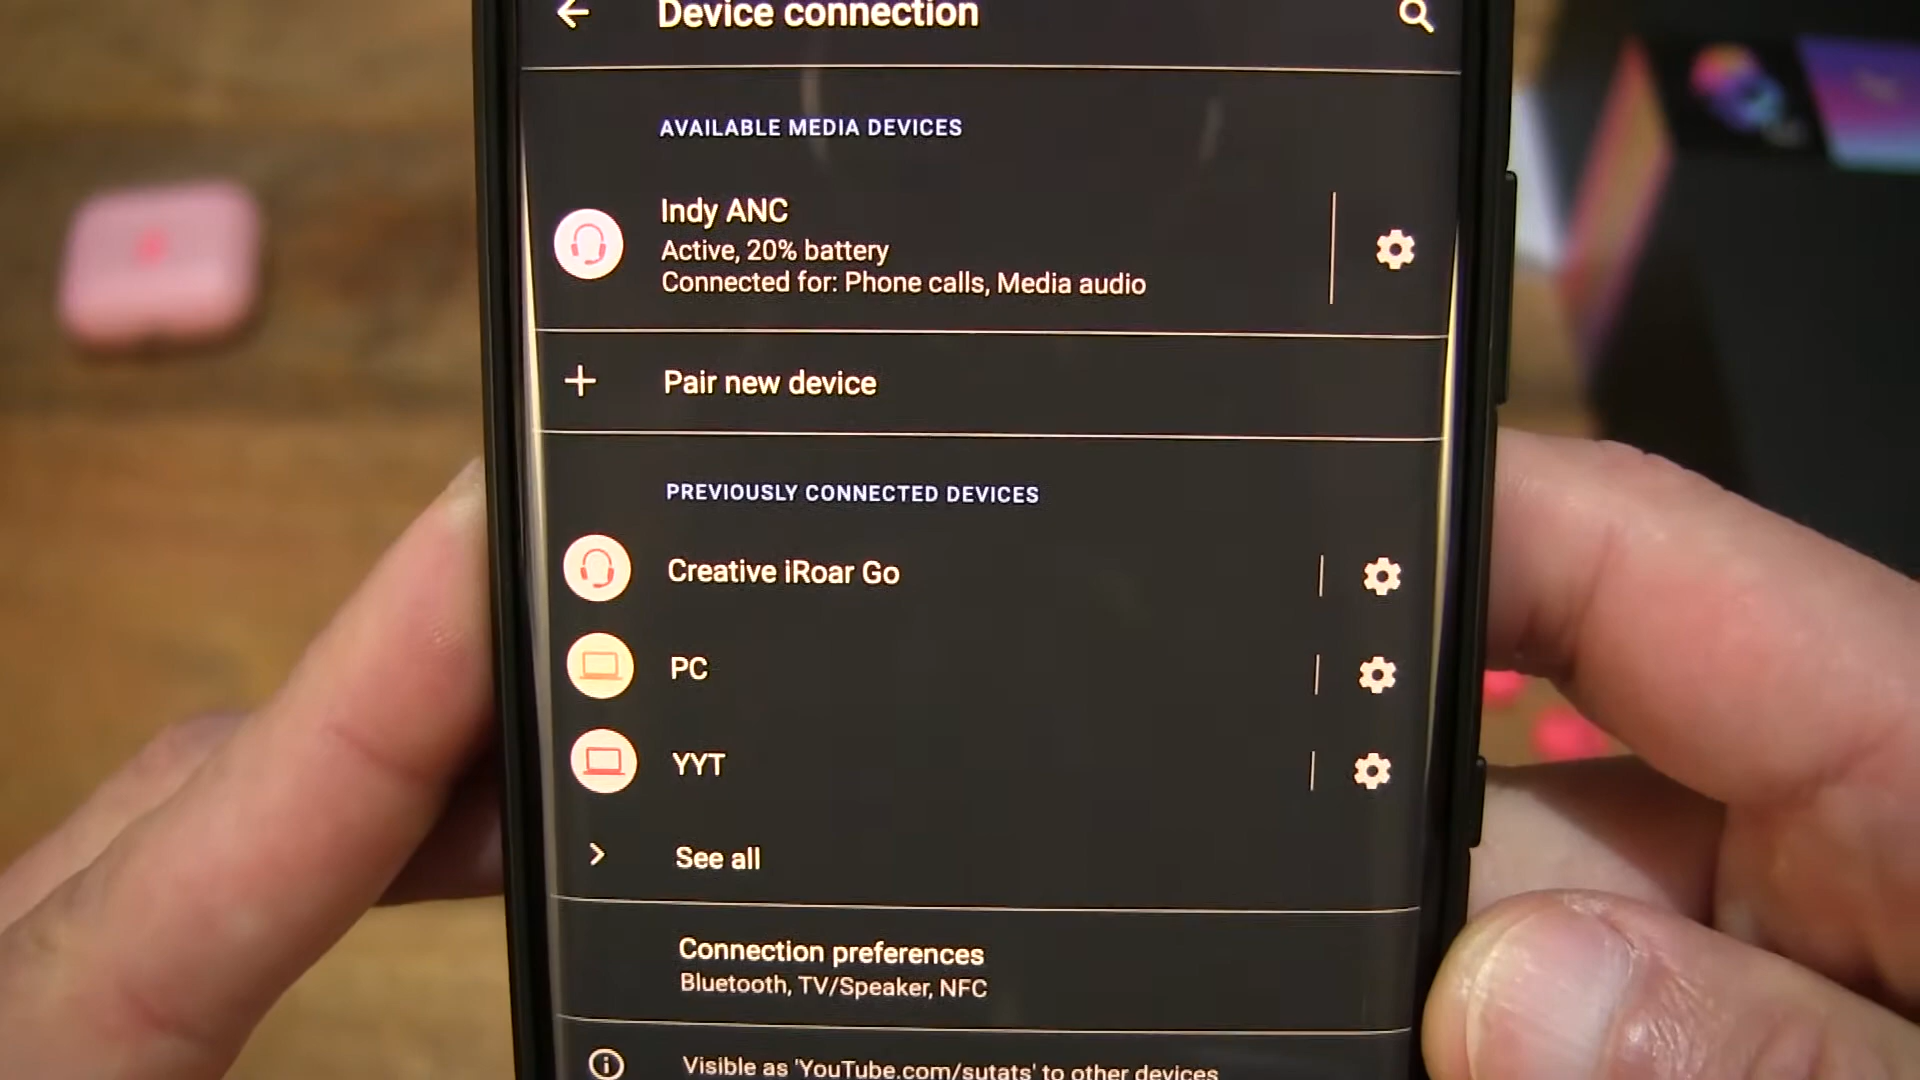 Device connection
AVAILABLE MEDIA DEVICES
Indy ANC
Active, 20% battery
Connected for: Phone calls, Media audio
Pair new device
PREVIOUSLY CONNECTED DEVICES
Creative iRoar Go
PC
YYT
See all
Connection preferences
Bluetooth, TV/Speaker, NFC
Visible as 'YouTube.com/sutats' to other devices